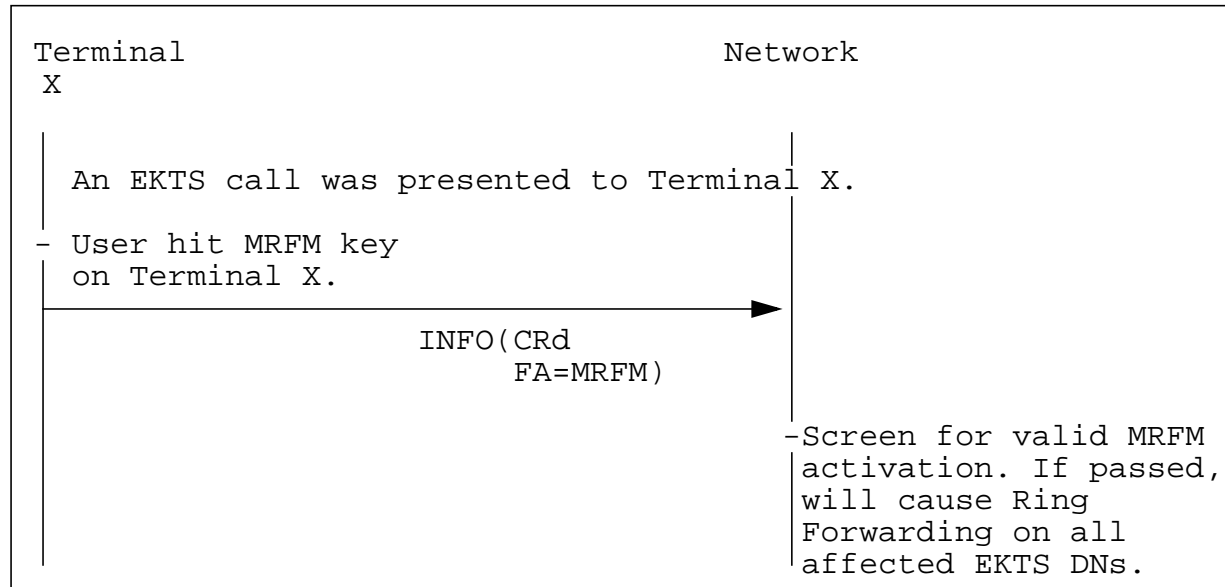 Terminal Network
X
An EKTS call was presented to Terminal X.
- User hit MRFM key
on Terminal X.
INFO(CRd
FA=MRFM)
-Screen for valid MRFM
activation. If passed,
will cause Ring
Forwarding on all
affected EKTS DNs.